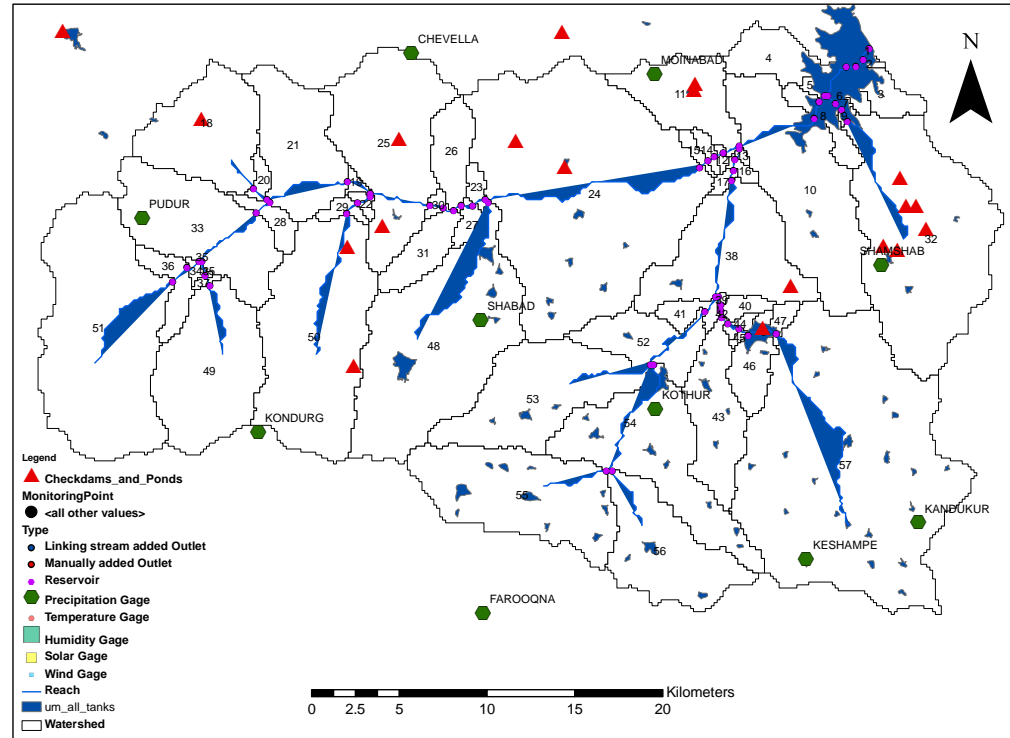 CHEVELLA
MOINABAD
N
4
1
2
5
3
6
7
8
9
11
18
21
25
26
15
14
12
13
16
17
20
19
23
24
10
PUDUR
29
22
30
27
28
33
31
32
SHAMSHAB
36
35
34
37
38
51
SHABAD
40
41
42
44
47
45
50
48
52
46
49
53
KOTHUR
43
54
KONDURG
57
55
KANDUKUR
56
KESHAMPE
FAROOQNA
Legend
Checkdams_and_Ponds
MonitoringPoint
<all other values>
Type
Linking stream added Outlet
Manually added Outlet
Reservoir
Precipitation Gage
Temperature Gage
Humidity Gage
Solar Gage
Wind Gage
Reach
um_all_tanks
Watershed
Kilometers
0 2.5 5 10 15 20